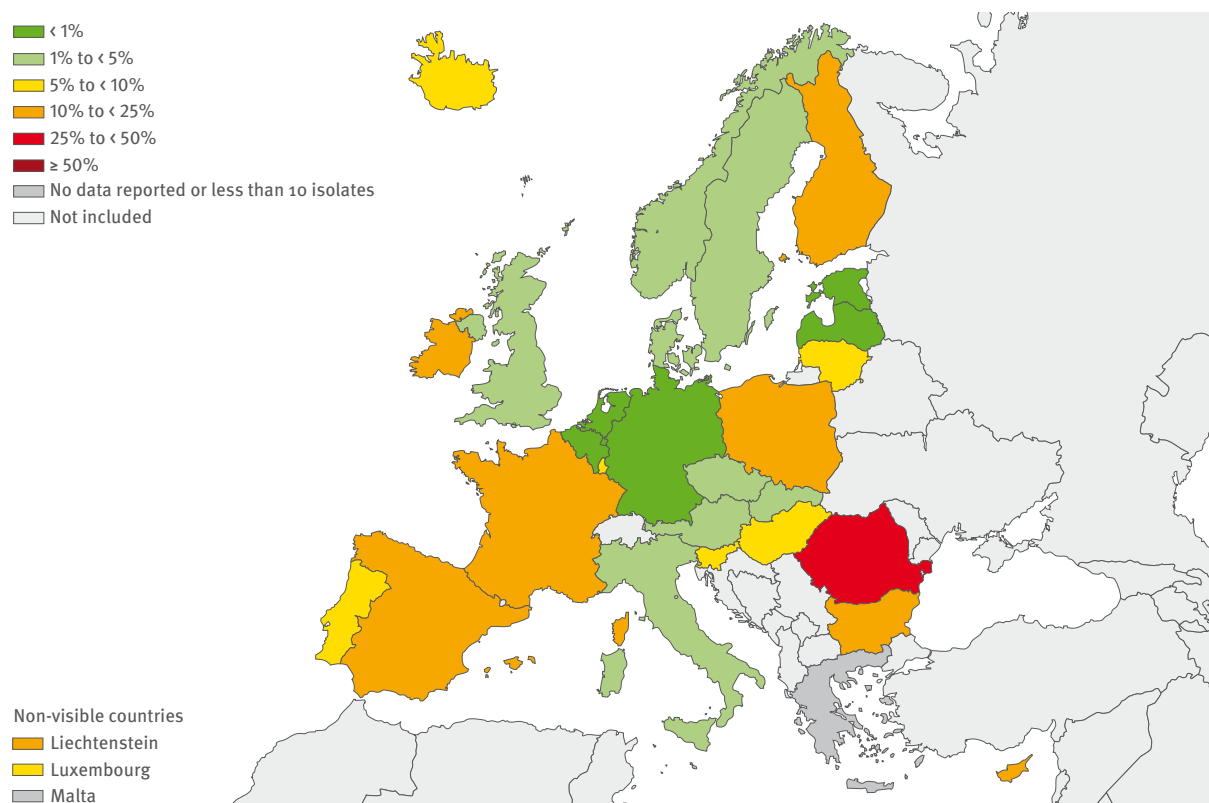 < 1%
1% to < 5%
5% to < 10%
10% to < 25%
25% to < 50%
≥ 50%
No data reported or less than 10 isolates
Not included
Non-visible countries
Liechtenstein
Luxembourg
Malta